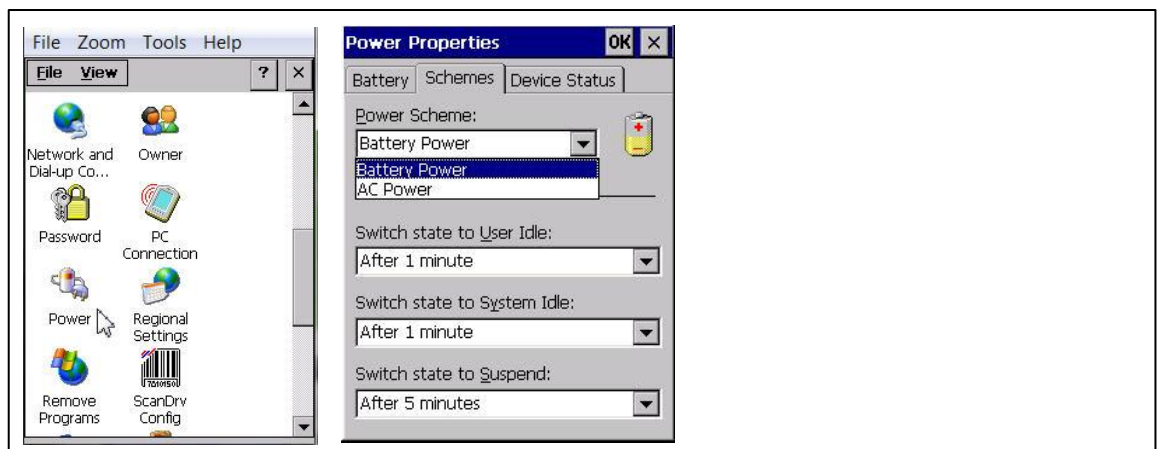 File Zoom Tools Help
File View ? ×
Network and
Dial-up Co...
Owner
Password
PC
Connection
Power
Regional
Settings
Remove
Programs
ScanDrv
Config
Power Properties OK ×
Battery Schemes Device Status
Power Scheme:
Battery Power
Battery Power
AC Power
Switch state to User Idle:
After 1 minute
Switch state to System Idle:
After 1 minute
Switch state to Suspend:
After 5 minutes